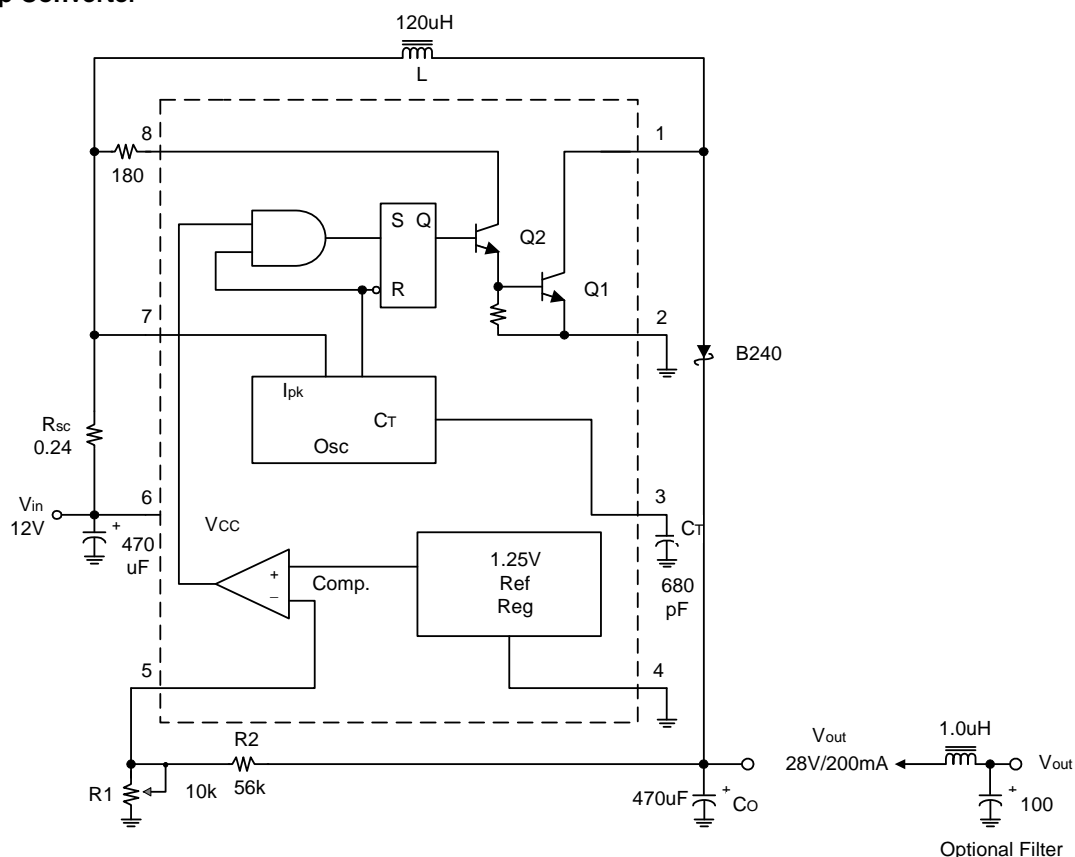 p Converter
120uH
L
8
1
180
S Q
Q2
R
Q1
7
2
B240
Ipk
CT
Osc
Rsc
0.24
Vin
12V
6
3
+
470
uF
VCC
CT
680
pF
+
−
Comp.
1.25V
Ref
Reg
5
4
R2
56k
R1
10k
Vout
28V/200mA
1.0uH
Vout
470uF
+
CO
+
100
Optional Filter